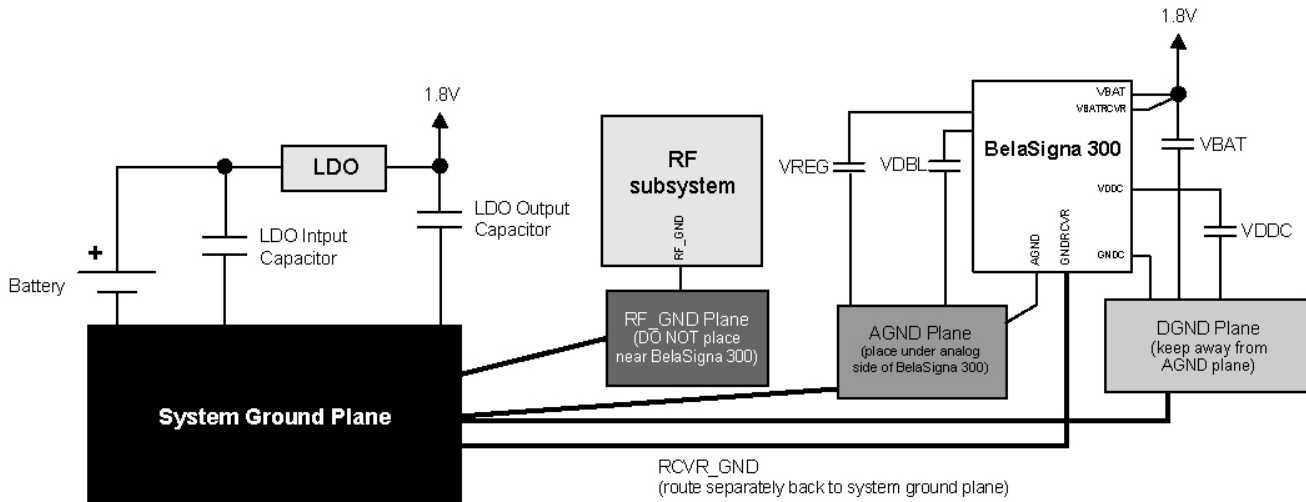 1.8V
1.8V
LDO
LDO Intput
Capacitor
LDO Output
Capacitor
+
Battery
System Ground Plane
RF
subsystem
RF_GND
RF_GND Plane
(DO NOT place
near BelaSigna 300)
VREG
VDBL
BelaSigna 300
VBAT
VBATRCVR
VDDC
GNDC
AGND
GNDRCVR
VBAT
VDDC
AGND Plane
(place under analog
side of BelaSigna 300)
DGND Plane
(keep away from
AGND plane)
RCVR_GND
(route separately back to system ground plane)